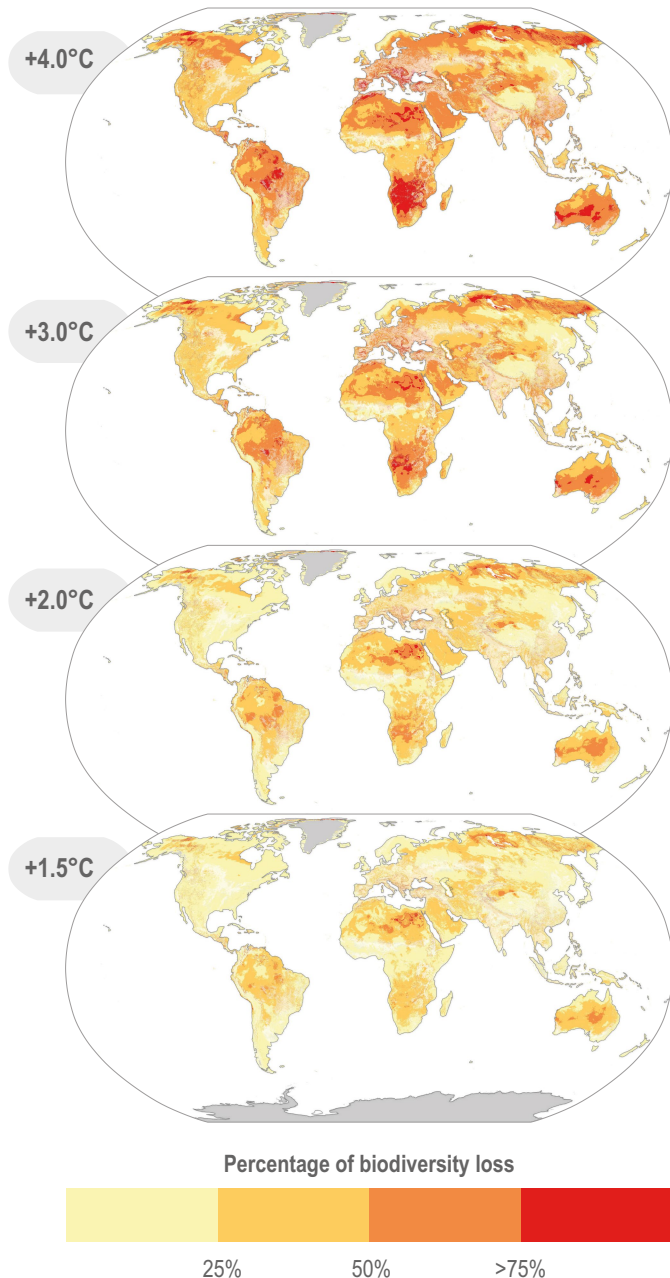 +4.0°C
+3.0°C
+2.0°C
+1.5°C
Percentage of biodiversity loss
25% 50% >75%